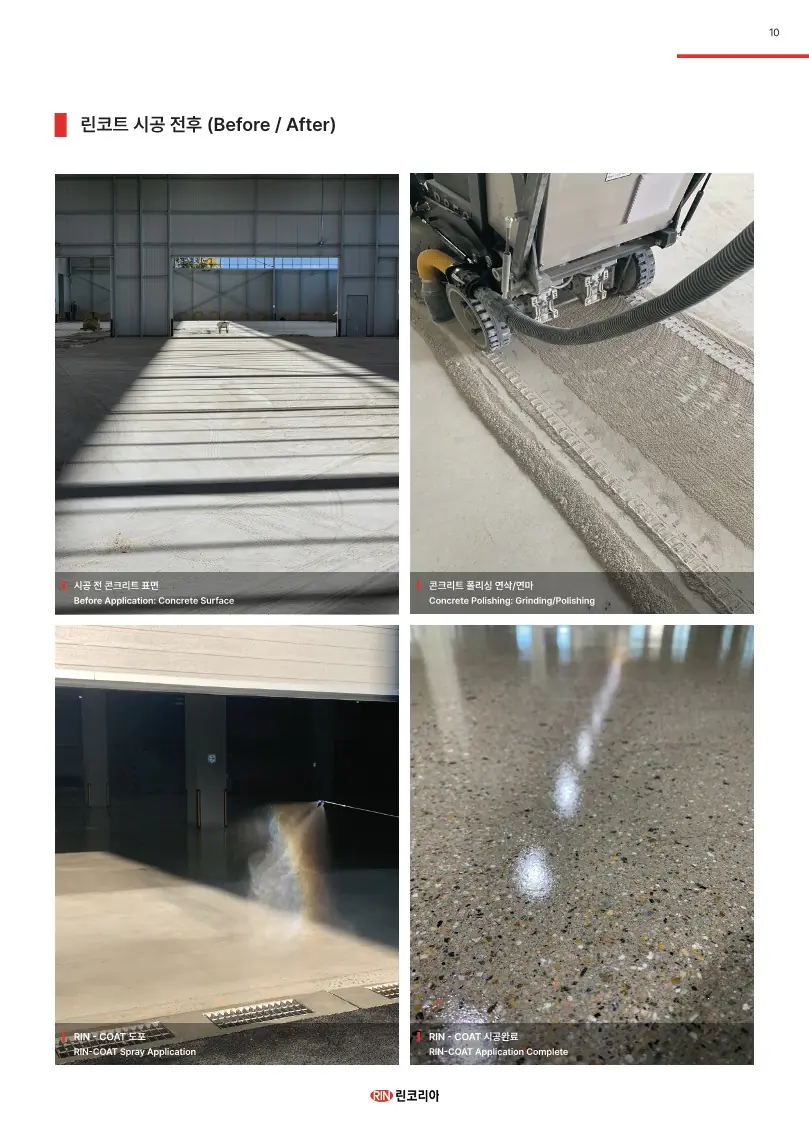 10
린코트 시공 전후 (Before / After)
시공 전 콘크리트 표면
Before Application: Concrete Surface
콘크리트 폴리싱 연삭/연마
Concrete Polishing: Grinding/Polishing
RIN - COAT 도포
RIN-COAT Spray Application
RIN - COAT 시공완료
RIN-COAT Application Complete
RIN 린코리아